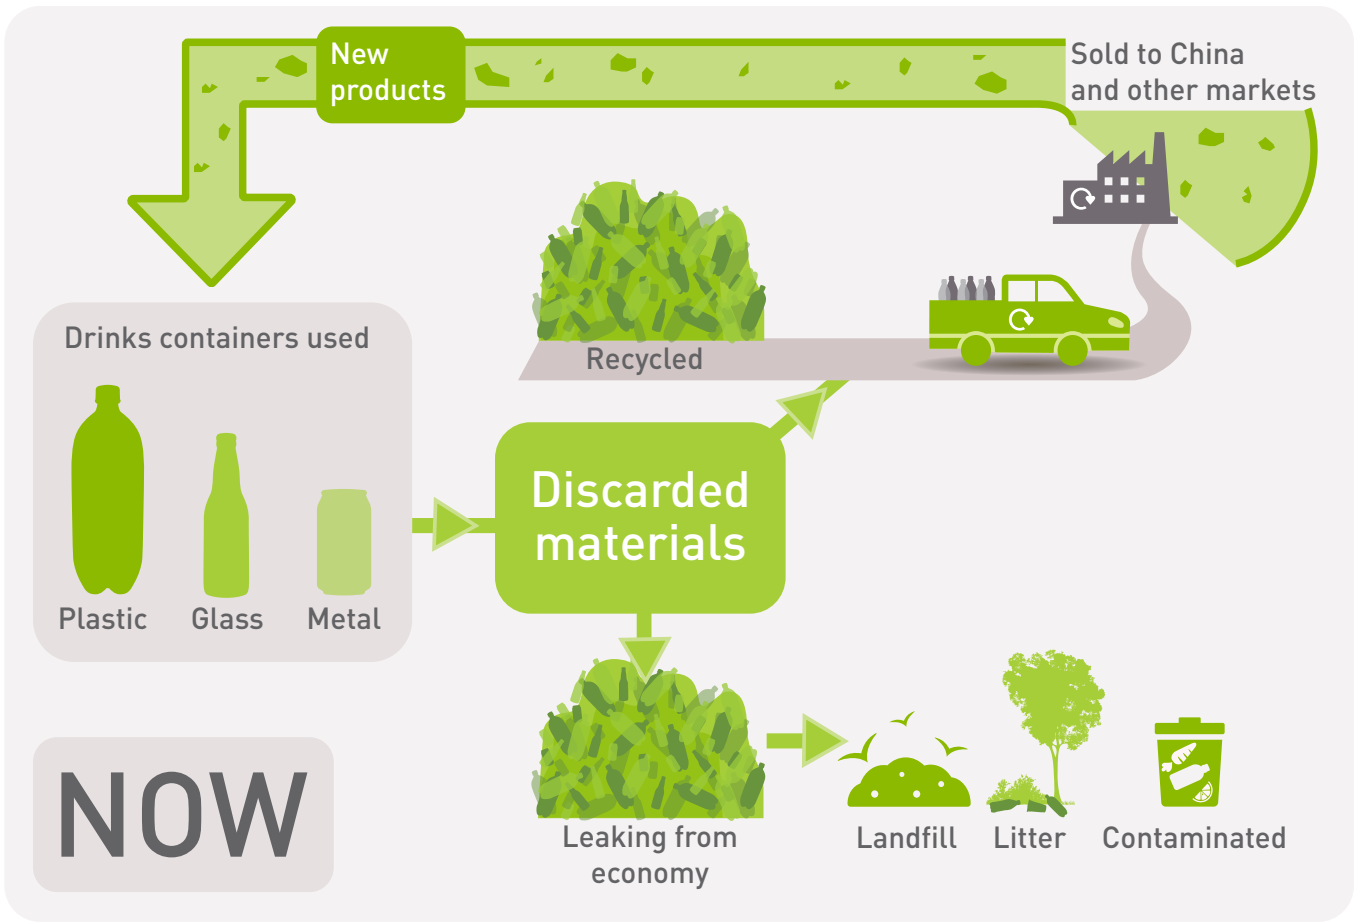 New
products
Sold to China
and other markets
Drinks containers used
Recycled
Plastic
Glass
Metal
Discarded
materials
Leaking from
economy
Landfill
Litter
Contaminated
NOW